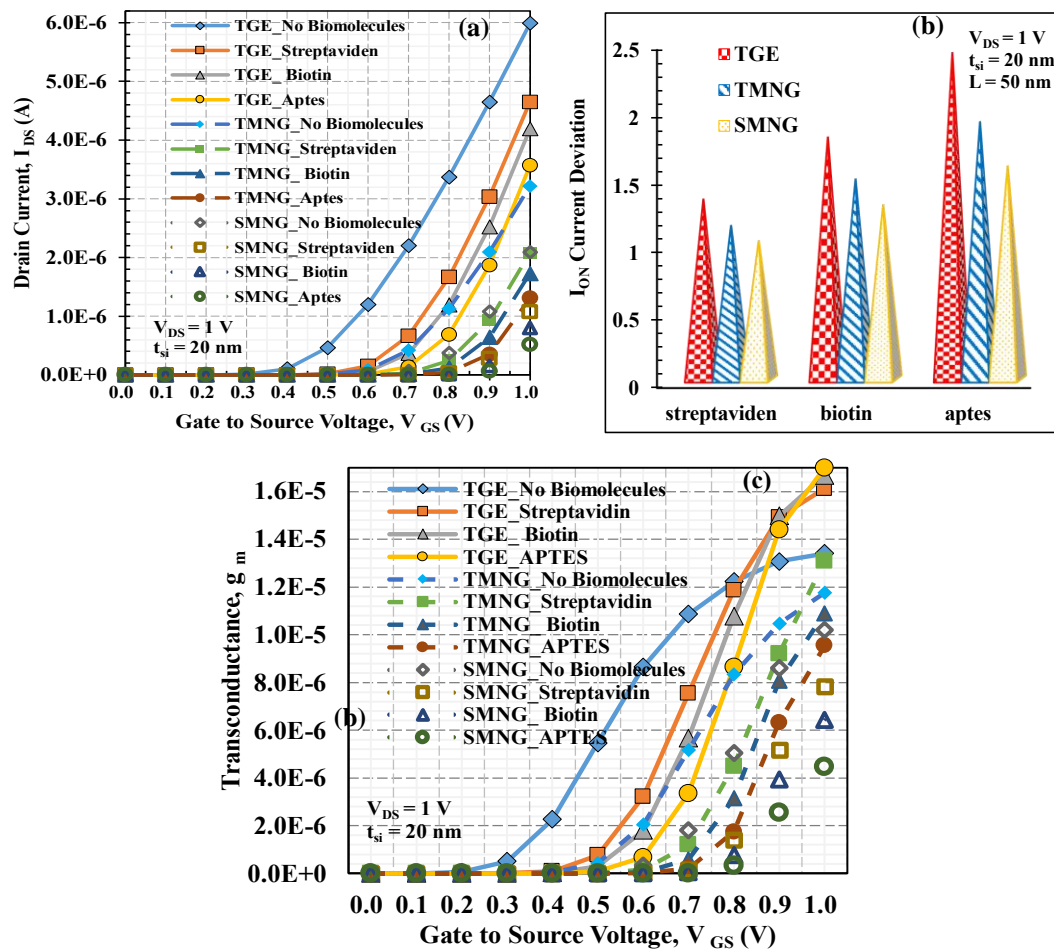 (a)
6.0E-6
5.0E-6
4.0E-6
3.0E-6
2.0E-6
1.0E-6
0.0E+0
Drain Current, I DS (A)
TGE_No Biomolecules
TGE_Streptaviden
TGE_ Biotin
TGE_Aptes
TMNG_No Biomolecules
TMNG_Streptaviden
TMNG_ Biotin
TMNG_Aptes
SMNG_No Biomolecules
SMNG_Streptaviden
SMNG_ Biotin
SMNG_Aptes
VDS = 1 V
tsi = 20 nm
0.0 0.1 0.2 0.3 0.4 0.5 0.6 0.7 0.8 0.9 1.0
Gate to Source Voltage, V GS (V)
(b)
VDS = 1 V
tsi = 20 nm
L = 50 nm
TGE
TMNG
SMNG
2.5
2
1.5
1
0.5
0
ION Current Deviation
streptaviden biotin aptes
(c)
1.6E-5
1.4E-5
1.2E-5
1.0E-5
8.0E-6
6.0E-6
4.0E-6
2.0E-6
0.0E+0
Transconductance, g m
(b)
TGE_No Biomolecules
TGE_Streptavidin
TGE_ Biotin
TGE_APTES
TMNG_No Biomolecules
TMNG_Streptavidin
TMNG_ Biotin
TMNG_APTES
SMNG_No Biomolecules
SMNG_Streptavidin
SMNG_ Biotin
SMNG_APTES
VDS = 1 V
tsi = 20 nm
0.0 0.1 0.2 0.3 0.4 0.5 0.6 0.7 0.8 0.9 1.0
Gate to Source Voltage, V GS (V)